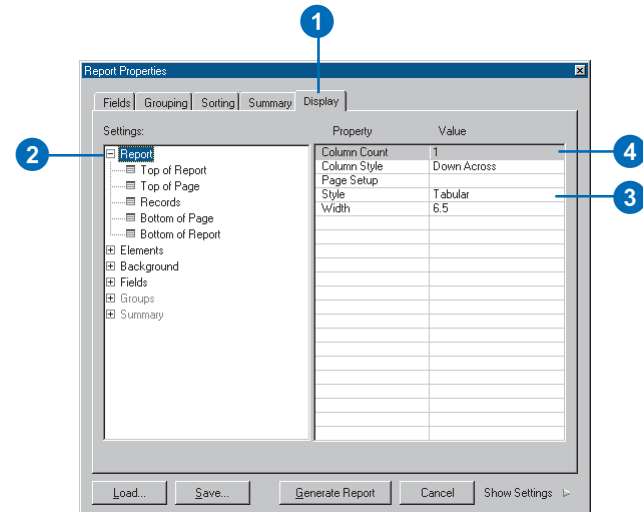 1
Report Properties
Fields Grouping Sorting Summary Display
Settings:
Property Value
2
Report
Top of Report
Top of Page
Records
Bottom of Page
Bottom of Report
Elements
Background
Fields
Groups
Summary
Column Count 1
4
Column Style Down Across
Page Setup
Style Tabular
3
Width 6.5
Load... Save... Generate Report Cancel Show Settings